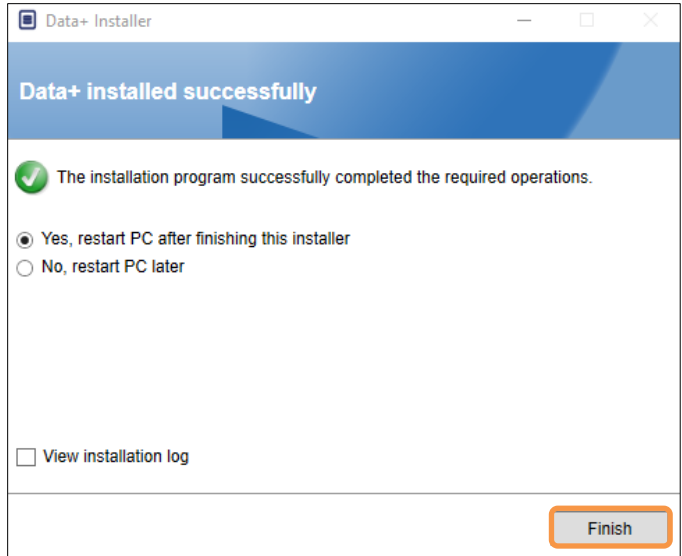 Data+ Installer
Data+ installed successfully
The installation program successfully completed the required operations.
Yes, restart PC after finishing this installer
No, restart PC later
View installation log
Finish